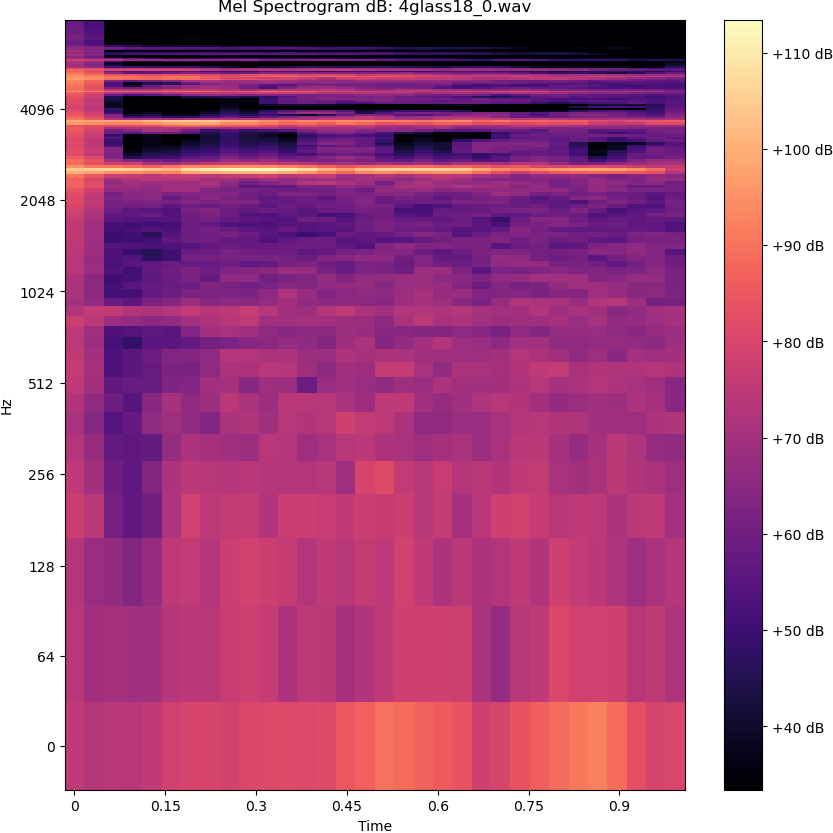 Mel Spectrogram dB: 4glass18_0.wav
+110 dB
4096
+100 dB
2048
+90 dB
1024
+80 dB
512
Hz
+70 dB
256
+60 dB
128
+50 dB
64
+40 dB
0
0 0.15 0.3 0.45 0.6 0.75 0.9
Time